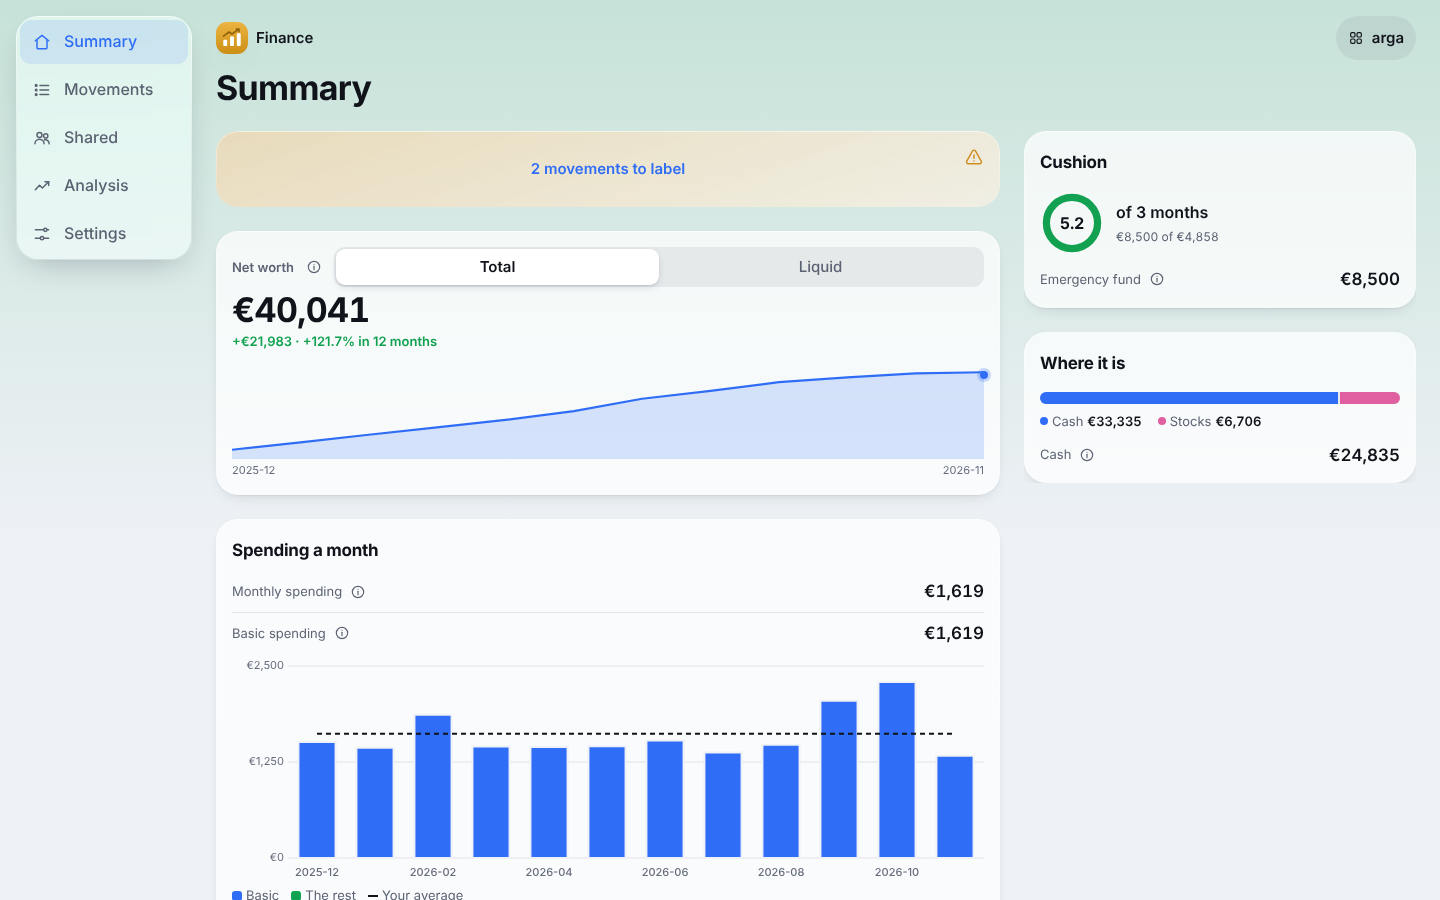 Summary
Movements
Shared
Analysis
Settings
Finance
arga
Summary
2 movements to label
Net worth
Total
Liquid
€40,041
+€21,983 · +121.7% in 12 months
2025-12
2026-11
Spending a month
Monthly spending
€1,619
Basic spending
€1,619
€2,500
€1,250
€0
2025-12
2026-02
2026-04
2026-06
2026-08
2026-10
Basic
The rest
Your average
Cushion
5.2
of 3 months
€8,500 of €4,858
Emergency fund
€8,500
Where it is
Cash €33,335
Stocks €6,706
Cash
€24,835